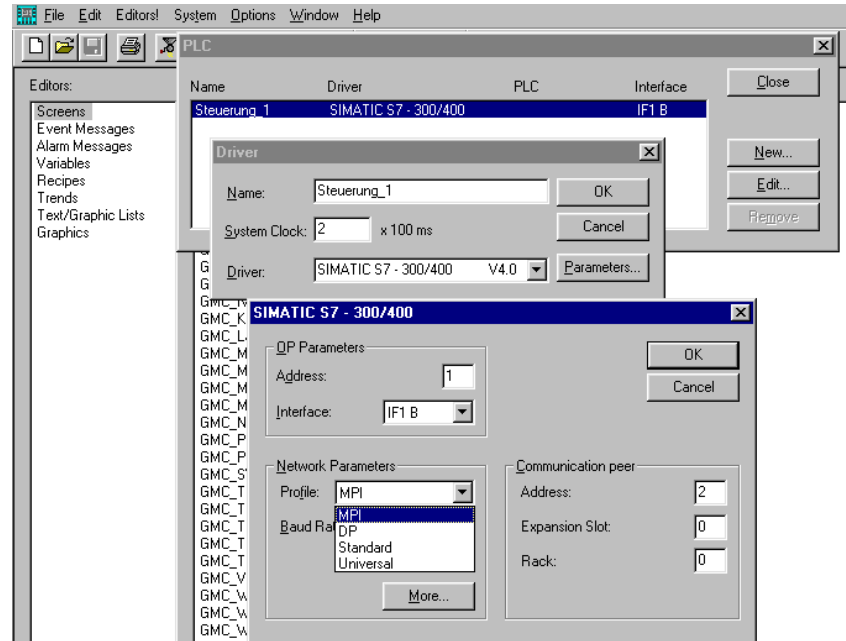 File Edit Editors! System Options Window Help
PLC
Editors:
Screens
Event Messages
Alarm Messages
Variables
Recipes
Trends
Text/Graphic Lists
Graphics
Name Driver PLC Interface
Steuerung_1 SIMATIC S7 - 300/400 IF1 B
Close
New...
Edit...
Remove
Driver
Name: Steuerung_1
OK
System Clock: 2 x 100 ms
Cancel
Driver: SIMATIC S7 - 300/400 V4.0
Parameters...
SIMATIC S7 - 300/400
OP Parameters
Address: 1
Interface: IF1 B
OK
Cancel
Network Parameters
Profile: MPI
MPI
DP
Standard
Universal
Baud Ra
More...
Communication peer
Address: 2
Expansion Slot: 0
Rack: 0
GMC_K
GMC_L
GMC_M
GMC_M
GMC_M
GMC_M
GMC_N
GMC_P
GMC_P
GMC_S
GMC_T
GMC_T
GMC_T
GMC_T
GMC_T
GMC_V
GMC_W
GMC_W
GMC_W